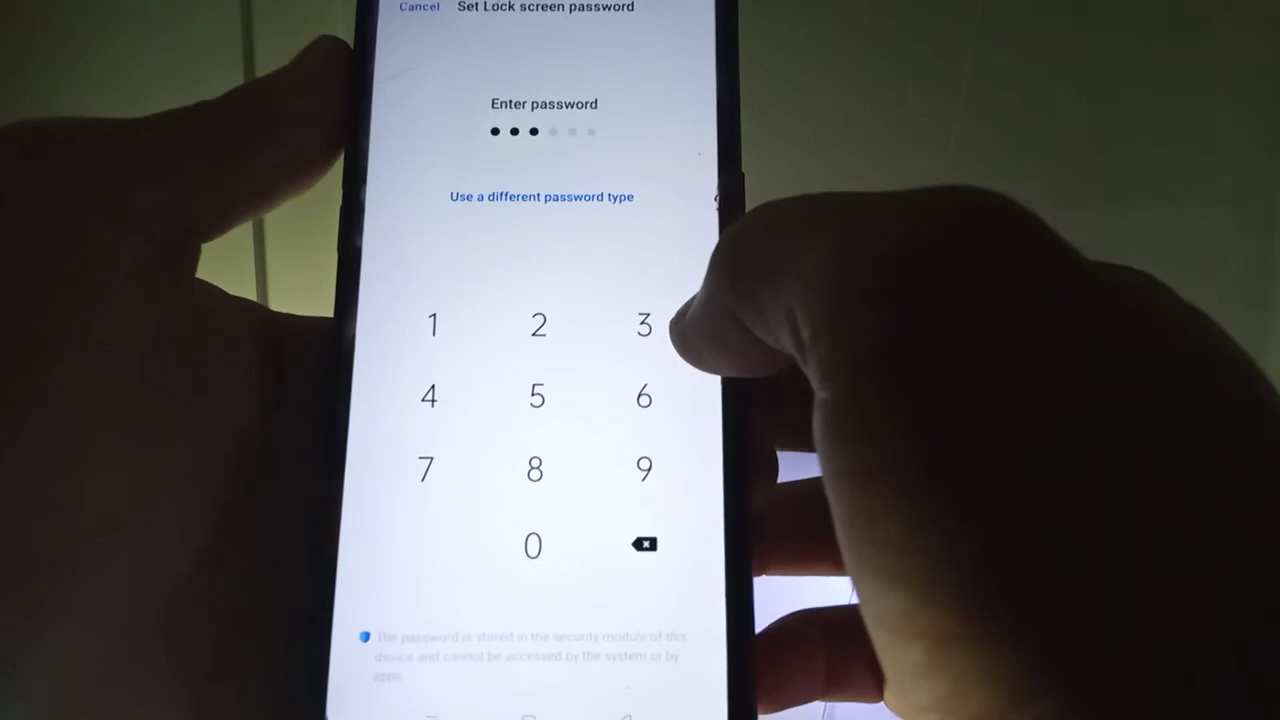 Cancel Set Lock screen password
Enter password
Use a different password type
1 2 3
4 5 6
7 8 9
0
The password is stored in the security module of this
device and cannot be accessed by the system or by
apps.